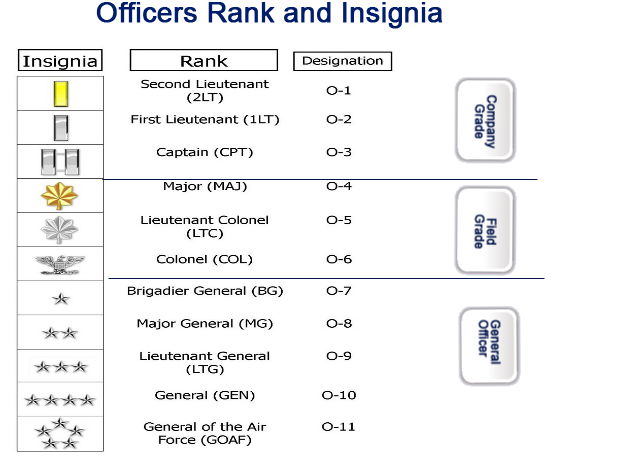 Officers Rank and Insignia
Insignia Rank Designation
Second Lieutenant
(2LT) O-1
First Lieutenant (1LT) O-2
Captain (CPT) O-3
Company
Grade
Major (MAJ) O-4
Lieutenant Colonel
(LTC) O-5
Colonel (COL) O-6
Field
Grade
Brigadier General (BG) O-7
Major General (MG) O-8
Lieutenant General
(LTG) O-9
General (GEN) O-10
General of the Air
Force (GOAF) O-11
General
Officer